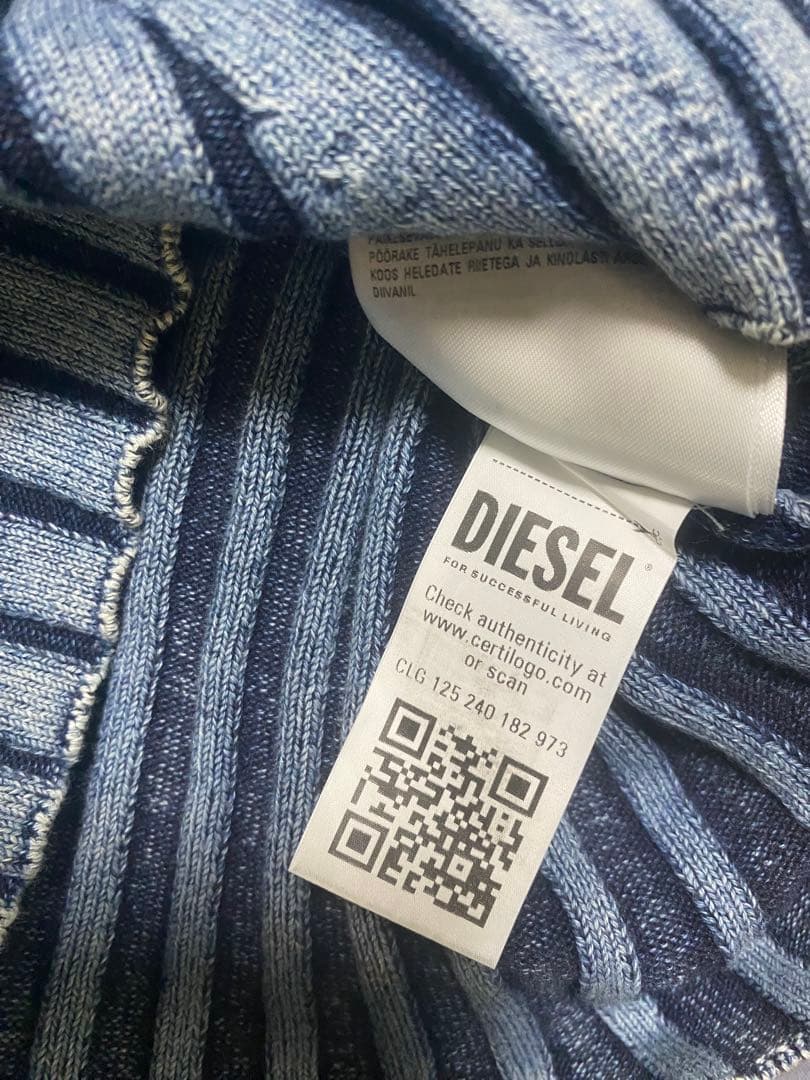 PÖÖRAKE TÄHELEPANU KA
KOOS HELEDATE RIIETEGA JA KINDLASTI
DIIVANIL
DIESEL®
FOR SUCCESSFUL LIVING
Check authenticity at
www.certilogo.com
or scan
CLG 125 240 182 973